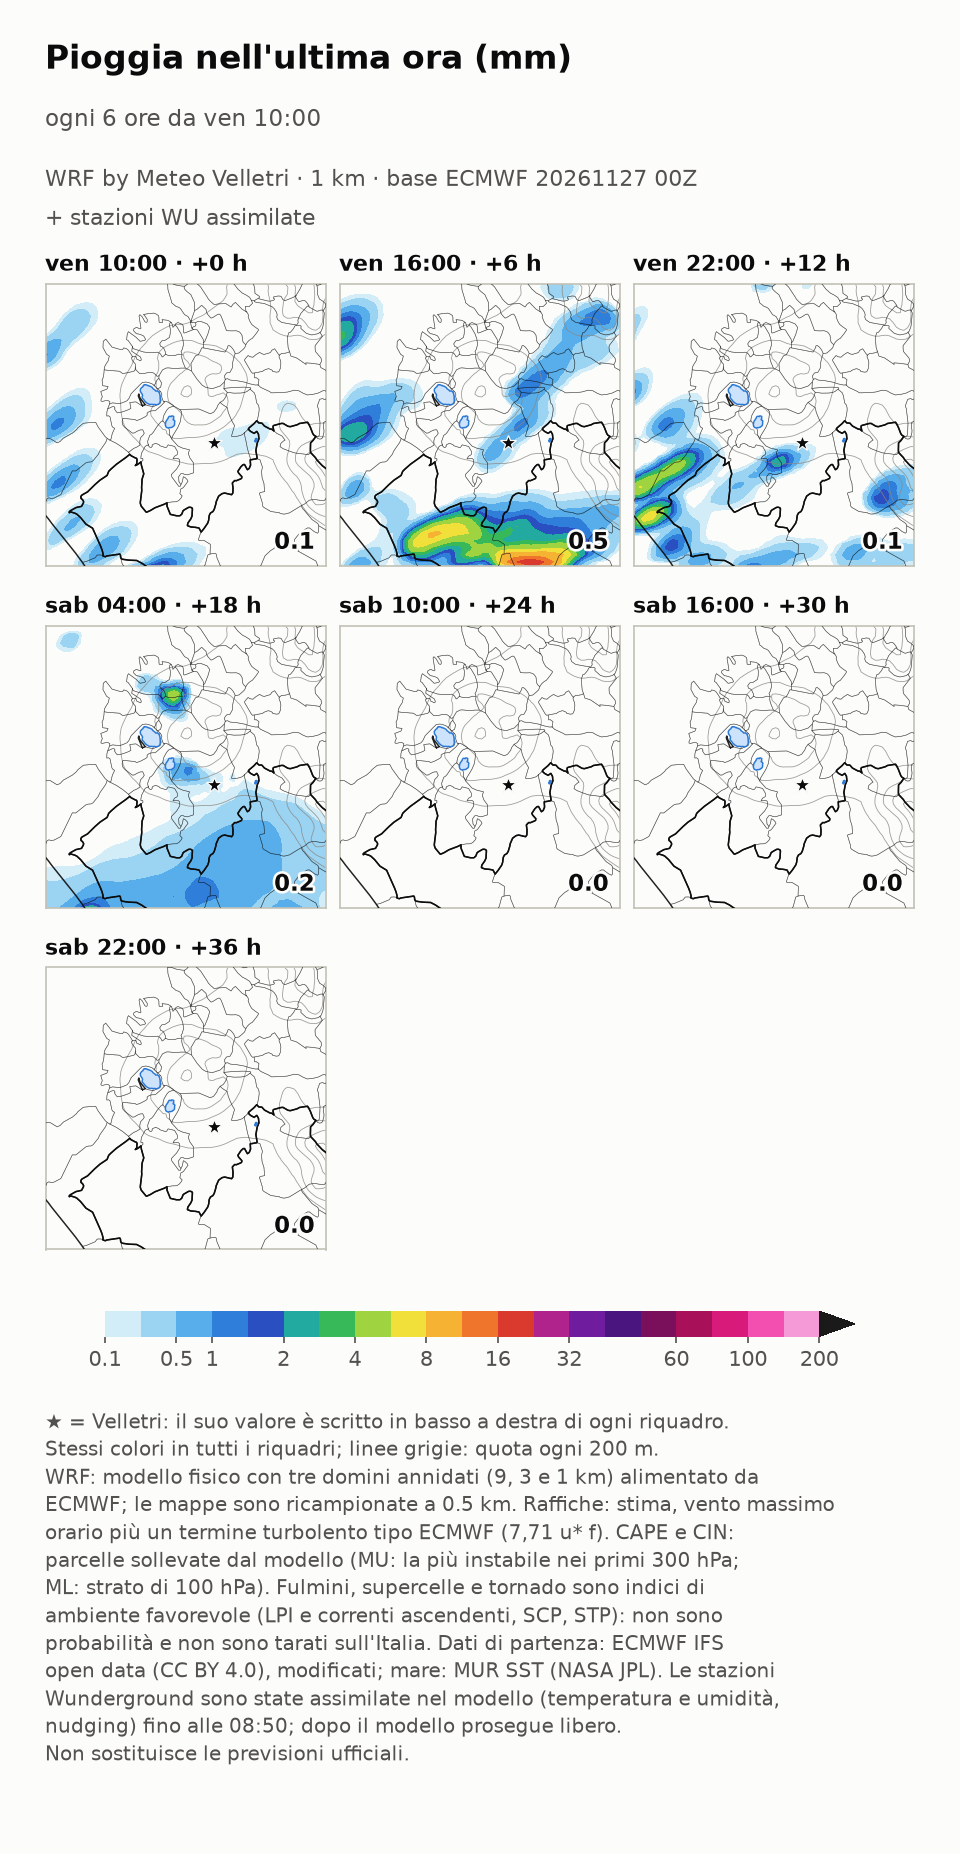 Pioggia nell'ultima ora (mm)
ogni 6 ore da ven 10:00
WRF by Meteo Velletri · 1 km · base ECMWF 20261127 00Z
+ stazioni WU assimilate
ven 10:00 · +0 h
ven 16:00 · +6 h
ven 22:00 · +12 h
0.1
0.5
0.1
sab 04:00 · +18 h
sab 10:00 · +24 h
sab 16:00 · +30 h
0.2
0.0
0.0
sab 22:00 · +36 h
0.0
0.1 0.5 1 2 4 8 16 32 60 100 200
★ = Velletri: il suo valore è scritto in basso a destra di ogni riquadro.
Stessi colori in tutti i riquadri; linee grigie: quota ogni 200 m.
WRF: modello fisico con tre domini annidati (9, 3 e 1 km) alimentato da
ECMWF; le mappe sono ricampionate a 0.5 km. Raffiche: stima, vento massimo
orario più un termine turbolento tipo ECMWF (7,71 u* f). CAPE e CIN:
parcelle sollevate dal modello (MU: la più instabile nei primi 300 hPa;
ML: strato di 100 hPa). Fulmini, supercelle e tornado sono indici di
ambiente favorevole (LPI e correnti ascendenti, SCP, STP): non sono
probabilità e non sono tarati sull'Italia. Dati di partenza: ECMWF IFS
open data (CC BY 4.0), modificati; mare: MUR SST (NASA JPL). Le stazioni
Wunderground sono state assimilate nel modello (temperatura e umidità,
nudging) fino alle 08:50; dopo il modello prosegue libero.
Non sostituisce le previsioni ufficiali.